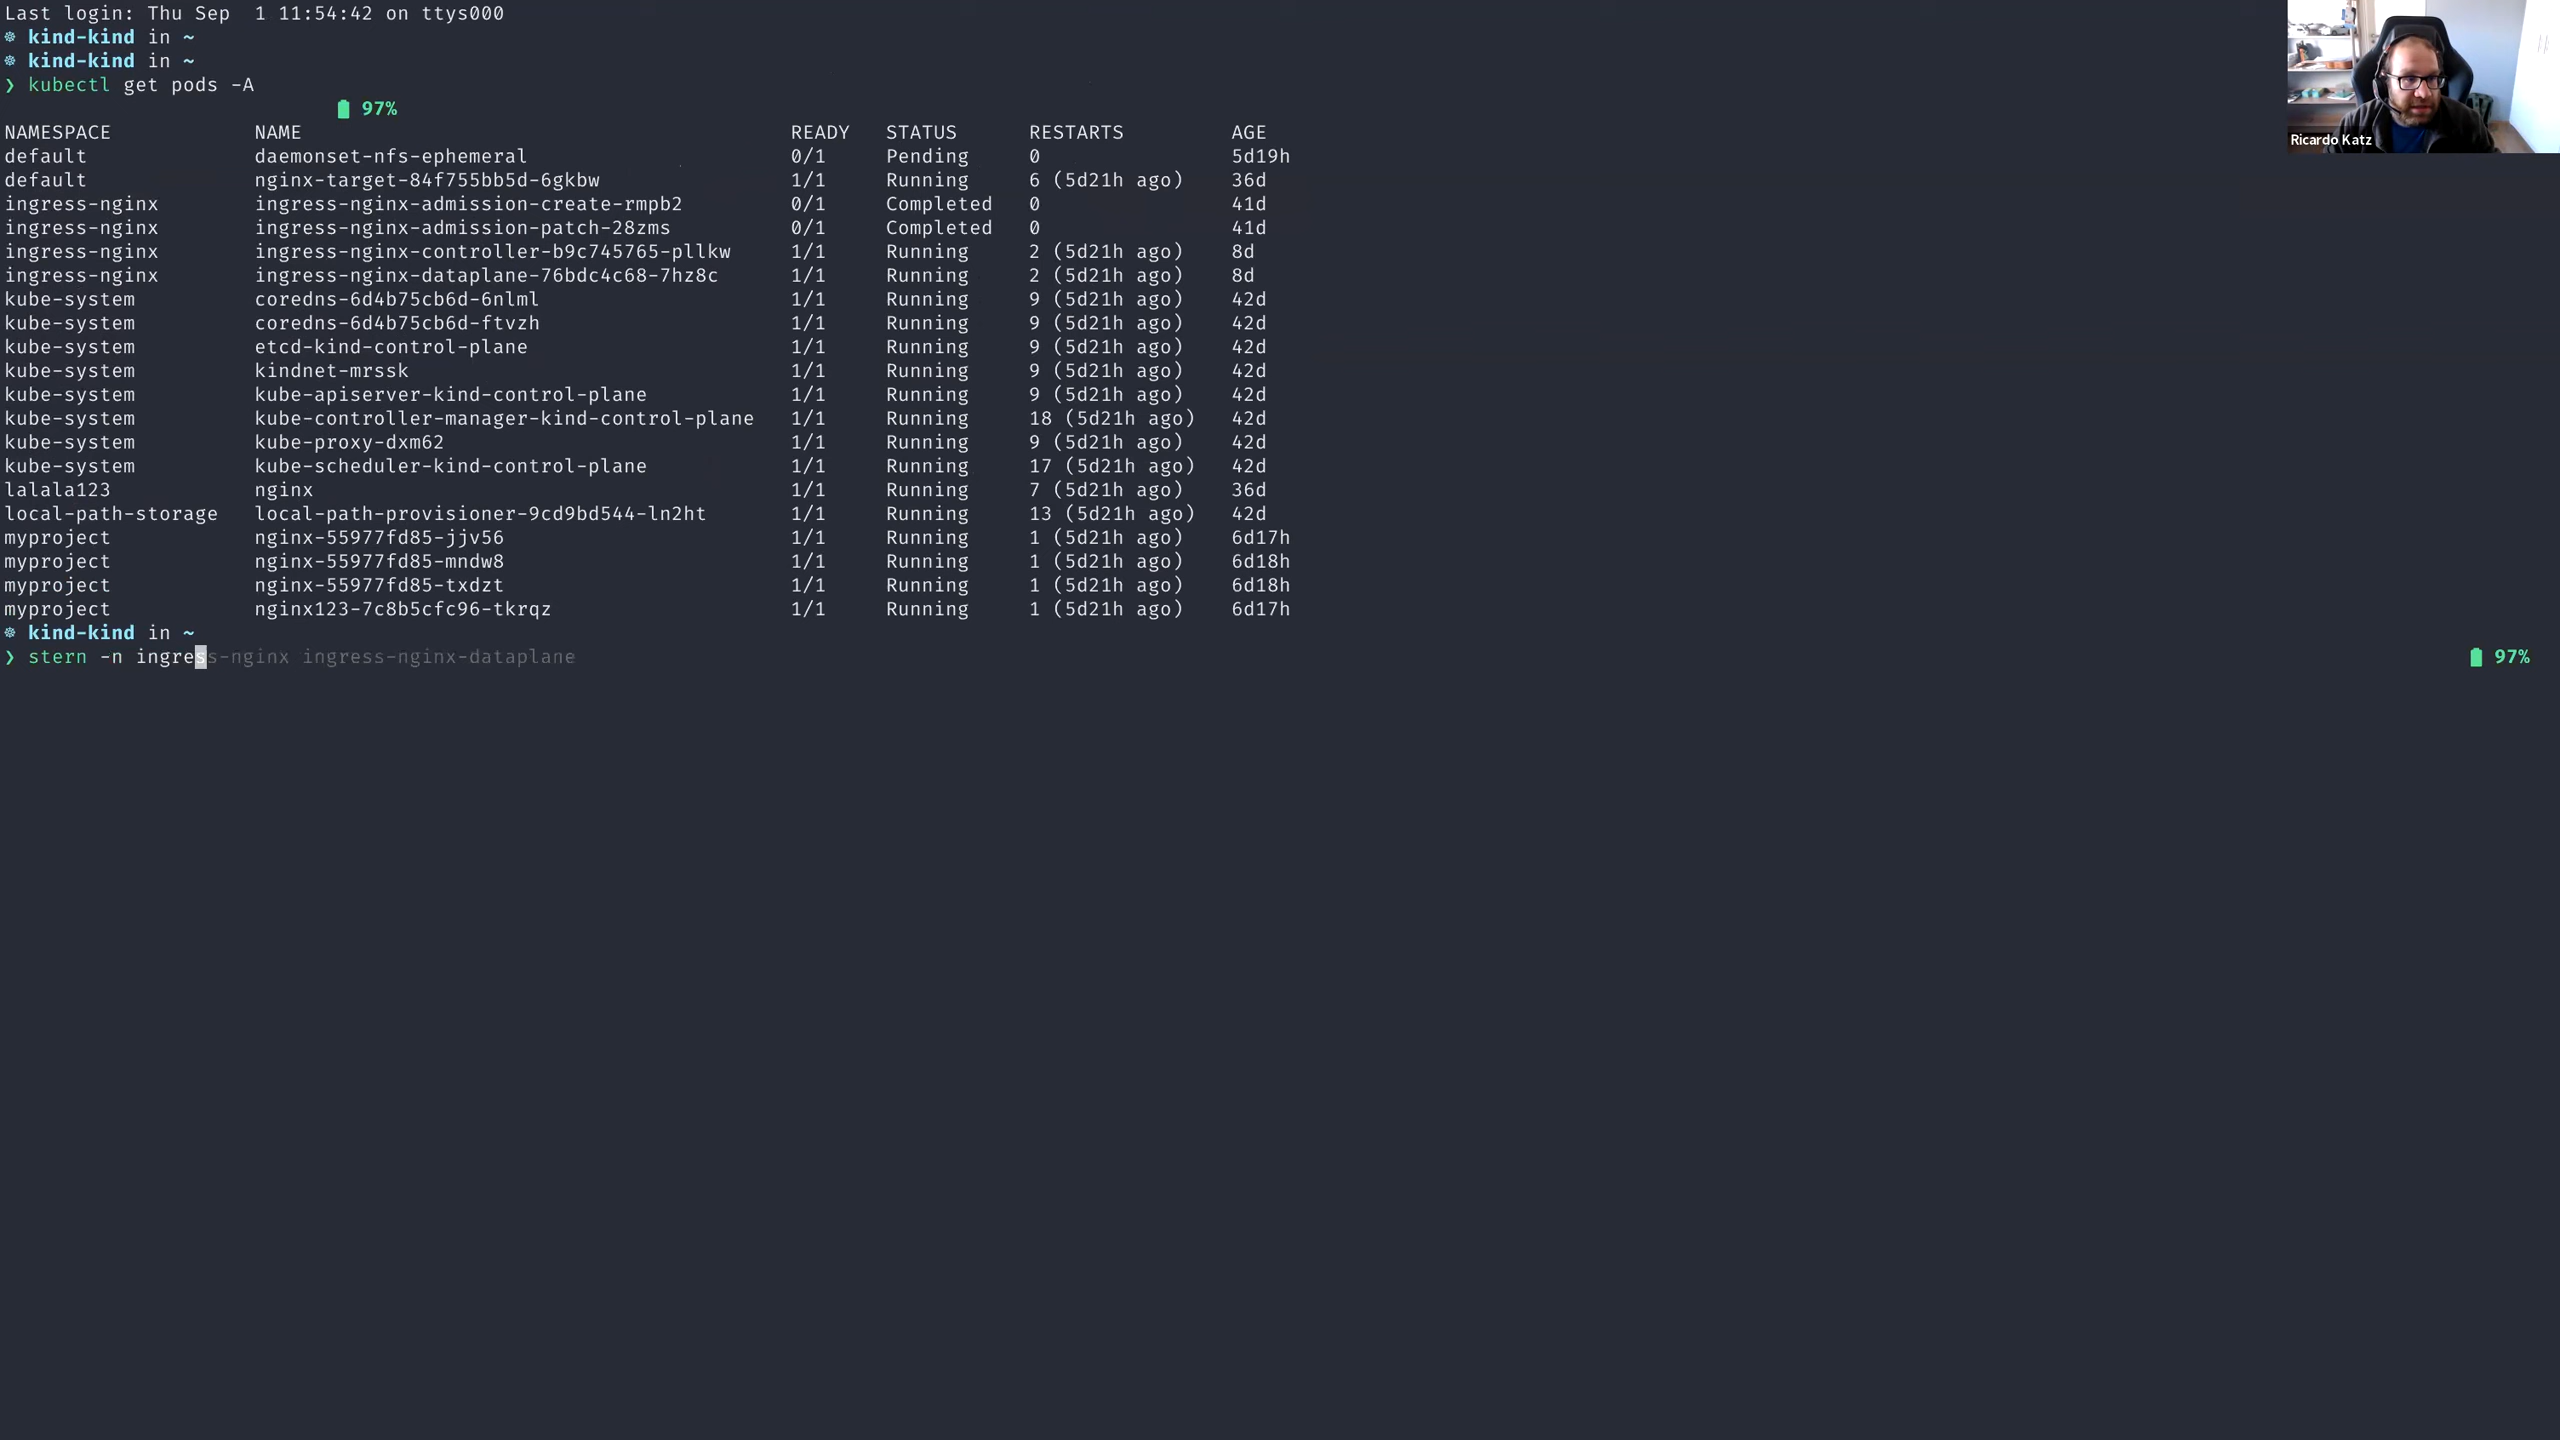 Last login: Thu Sep  1 11:54:42 on ttys000
☸ kind-kind in ~
☸ kind-kind in ~
❯ kubectl get pods -A
97%
NAMESPACE            NAME                                         READY   STATUS      RESTARTS         AGE
default              daemonset-nfs-ephemeral                      0/1     Pending     0                5d19h
default              nginx-target-84f755bb5d-6gkbw                1/1     Running     6 (5d21h ago)    36d
ingress-nginx        ingress-nginx-admission-create-rmpb2         0/1     Completed   0                41d
ingress-nginx        ingress-nginx-admission-patch-28zms          0/1     Completed   0                41d
ingress-nginx        ingress-nginx-controller-b9c745765-pllkw     1/1     Running     2 (5d21h ago)    8d
ingress-nginx        ingress-nginx-dataplane-76bdc4c68-7hz8c      1/1     Running     2 (5d21h ago)    8d
kube-system          coredns-6d4b75cb6d-6nlml                     1/1     Running     9 (5d21h ago)    42d
kube-system          coredns-6d4b75cb6d-ftvzh                     1/1     Running     9 (5d21h ago)    42d
kube-system          etcd-kind-control-plane                      1/1     Running     9 (5d21h ago)    42d
kube-system          kindnet-mrssk                                1/1     Running     9 (5d21h ago)    42d
kube-system          kube-apiserver-kind-control-plane            1/1     Running     9 (5d21h ago)    42d
kube-system          kube-controller-manager-kind-control-plane   1/1     Running     18 (5d21h ago)   42d
kube-system          kube-proxy-dxm62                             1/1     Running     9 (5d21h ago)    42d
kube-system          kube-scheduler-kind-control-plane            1/1     Running     17 (5d21h ago)   42d
lalala123            nginx                                        1/1     Running     7 (5d21h ago)    36d
local-path-storage   local-path-provisioner-9cd9bd544-ln2ht       1/1     Running     13 (5d21h ago)   42d
myproject            nginx-55977fd85-jjv56                        1/1     Running     1 (5d21h ago)    6d17h
myproject            nginx-55977fd85-mndw8                        1/1     Running     1 (5d21h ago)    6d18h
myproject            nginx-55977fd85-txdzt                        1/1     Running     1 (5d21h ago)    6d18h
myproject            nginx123-7c8b5cfc96-tkrqz                    1/1     Running     1 (5d21h ago)    6d17h
☸ kind-kind in ~
❯ stern -n ingress-nginx ingress-nginx-dataplane 97%
Ricardo Katz